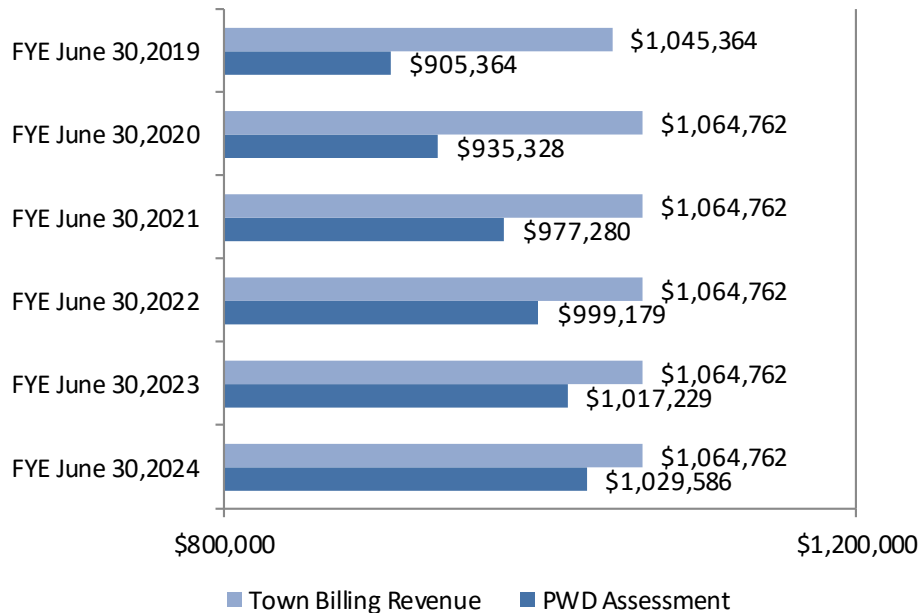 FYE June 30,2019
$1,045,364
$905,364
FYE June 30,2020
$1,064,762
$935,328
FYE June 30,2021
$1,064,762
$977,280
FYE June 30,2022
$1,064,762
$999,179
FYE June 30,2023
$1,064,762
$1,017,229
FYE June 30,2024
$1,064,762
$1,029,586
$800,000
$1,200,000
Town Billing Revenue
PWD Assessment